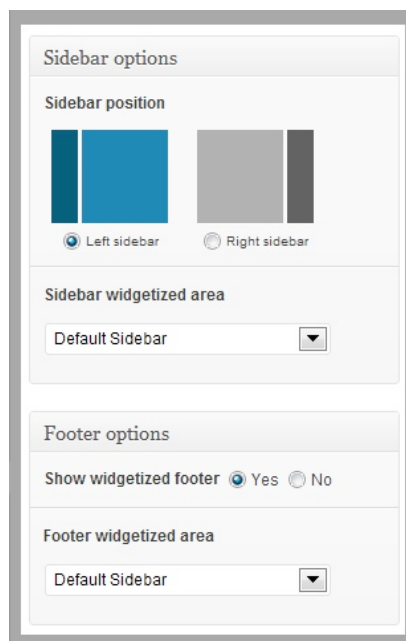 Sidebar options
Sidebar position
Left sidebar Right sidebar
Sidebar widgetized area
Default Sidebar
Footer options
Show widgetized footer Yes No
Footer widgetized area
Default Sidebar